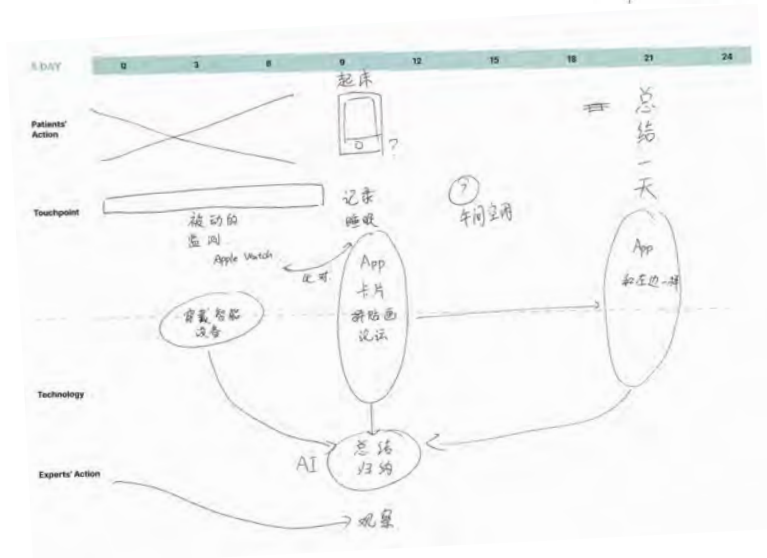 A DAY
0 3 6 9 12 15 18 21 24
Patients'
Action
起床
?
总
结
一
天
Touchpoint
被动的
监测
Apple Watch
记录
睡眠
?
午间空闲
App
卡片
拼贴画
App
和左边一样
穿戴智能
设备
Technology
AI
总结
归纳
Experts' Action
观察